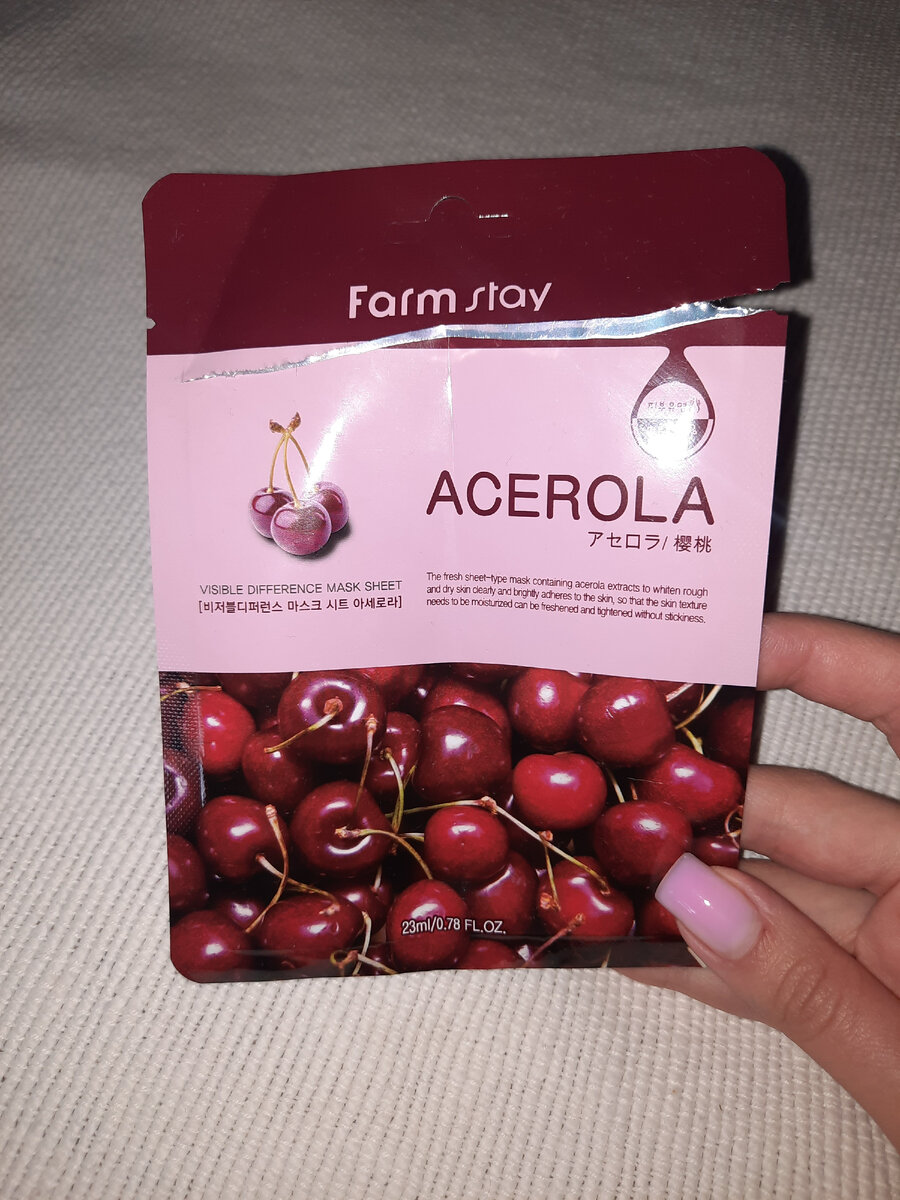 Farm stay
ACEROLA
アセロラ/ 櫻桃
VISIBLE DIFFERENCE MASK SHEET
[비저블디퍼런스 마스크 시트 아세로라]
The fresh sheet-type mask containing acerola extracts to whiten rough
and dry skin clearly and brightly adheres to the skin, so that the skin texture
needs to be moisturized can be freshened and tightened without stickiness.
23ml/0.78 FL.OZ.